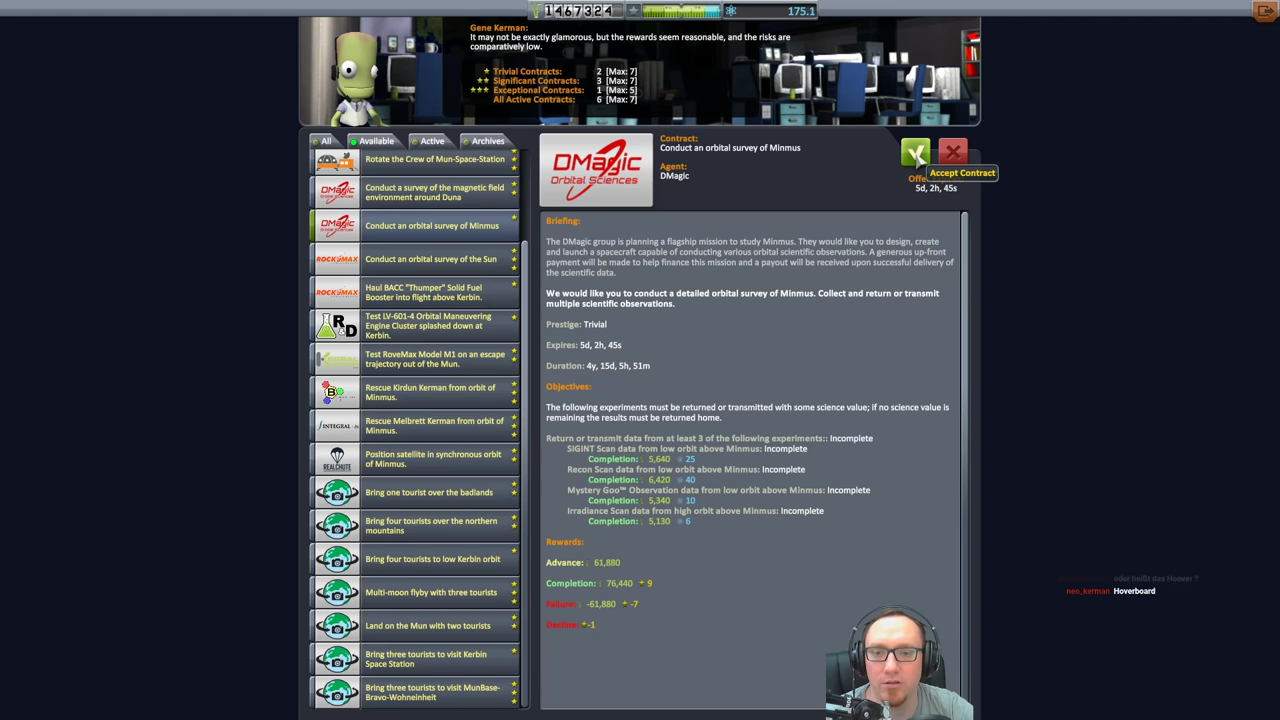 1467324
175.1
Gene Kerman:
It may not be exactly glamorous, but the rewards seem reasonable, and the risks are
comparatively low.
Trivial Contracts: 2 [Max: 7]
Significant Contracts: 3 [Max: 7]
Exceptional Contracts: 1 [Max: 5]
All Active Contracts: 6 [Max: 7]
All
Available
Active
Archives
Rotate the Crew of Mun-Space-Station
DMagic
Conduct a survey of the magnetic field
environment around Duna
DMagic
Conduct an orbital survey of Minmus
ROCKOMAX
Conduct an orbital survey of the Sun
ROCKOMAX
Haul BACC "Thumper" Solid Fuel
Booster into flight above Kerbin.
R&D
Test LV-601-4 Orbital Maneuvering
Engine Cluster splashed down at
Kerbin.
Test RoveMax Model M1 on an escape
trajectory out of the Mun.
Rescue Kirdun Kerman from orbit of
Minmus.
INTEGRAL
Rescue Melbrett Kerman from orbit of
Minmus.
REALCHUTE
Position satellite in synchronous orbit
of Minmus.
Bring one tourist over the badlands
Bring four tourists over the northern
mountains
Bring four tourists to low Kerbin orbit
Multi-moon flyby with three tourists
Land on the Mun with two tourists
Bring three tourists to visit Kerbin
Space Station
Bring three tourists to visit MunBase-
Bravo-Wohneinheit
DMagic
Orbital Sciences
Contract:
Conduct an orbital survey of Minmus
Agent:
DMagic
Accept Contract
5d, 2h, 45s
Briefing:
The DMagic group is planning a flagship mission to study Minmus. They would like you to design, create
and launch a spacecraft capable of conducting various orbital scientific observations. A generous up-front
payment will be made to help finance this mission and a payout will be received upon successful delivery of
the scientific data.
We would like you to conduct a detailed orbital survey of Minmus. Collect and return or transmit
multiple scientific observations.
Prestige: Trivial
Expires: 5d, 2h, 45s
Duration: 4y, 15d, 5h, 51m
Objectives:
The following experiments must be returned or transmitted with some science value; if no science value is
remaining the results must be returned home.
Return or transmit data from at least 3 of the following experiments:: Incomplete
SIGINT Scan data from low orbit above Minmus: Incomplete
Completion: 5,640 25
Recon Scan data from low orbit above Minmus: Incomplete
Completion: 6,420 40
Mystery Goo™ Observation data from low orbit above Minmus: Incomplete
Completion: 5,340 10
Irradiance Scan data from high orbit above Minmus: Incomplete
Completion: 5,130 6
Rewards:
Advance: 61,880
Completion: 76,440 +9
Failure: -61,880 -7
Decline: -1
oder heißt das Hoover ?
neo_kerman Hoverboard